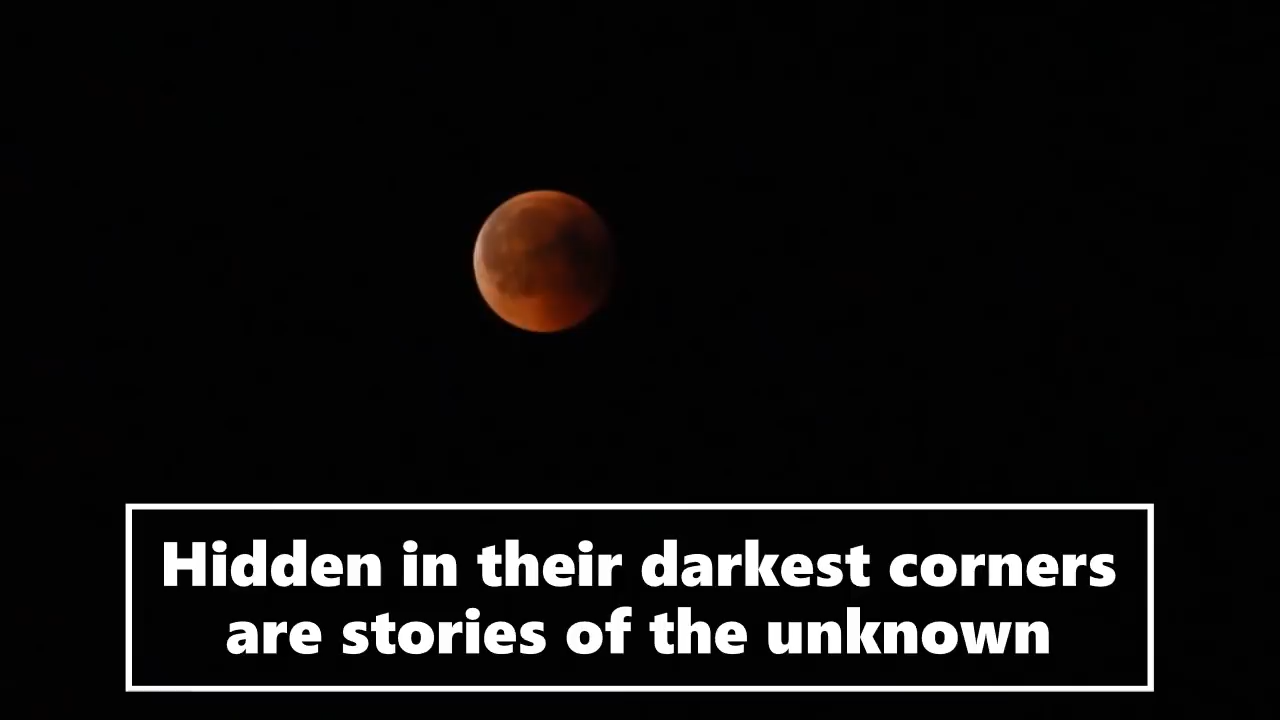 Hidden in their darkest corners
are stories of the unknown